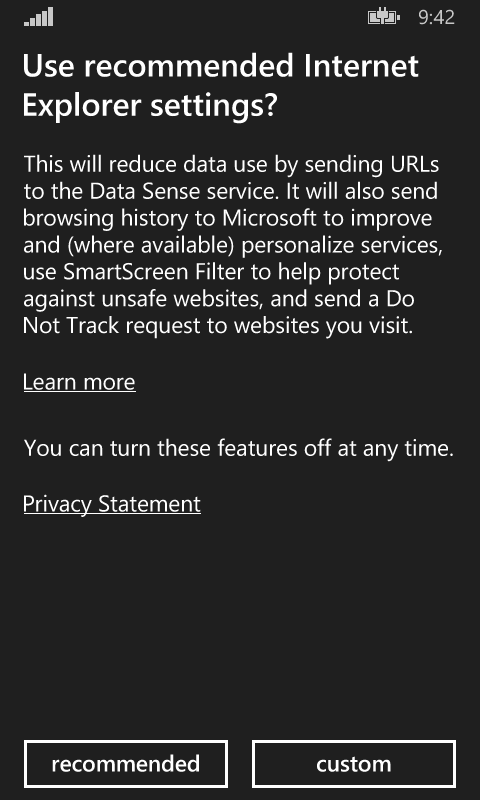 9:42
Use recommended Internet
Explorer settings?
This will reduce data use by sending URLs
to the Data Sense service. It will also send
browsing history to Microsoft to improve
and (where available) personalize services,
use SmartScreen Filter to help protect
against unsafe websites, and send a Do
Not Track request to websites you visit.
Learn more
You can turn these features off at any time.
Privacy Statement
recommended
custom